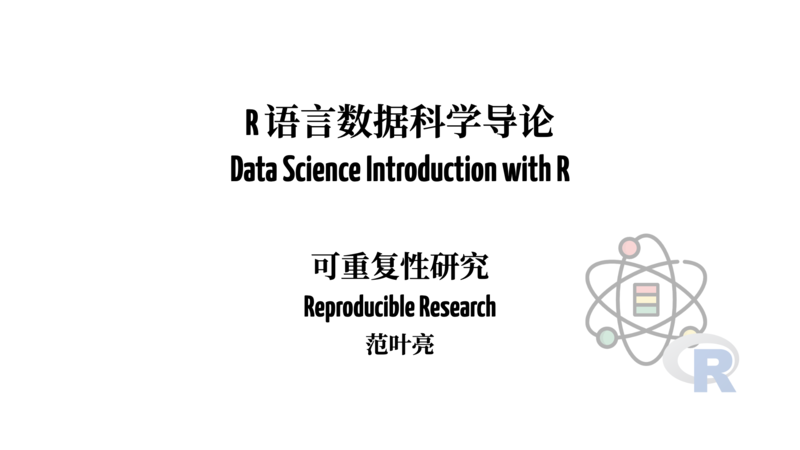 R 语言数据科学导论
Data Science Introduction with R
可重复性研究
Reproducible Research
范叶亮
R